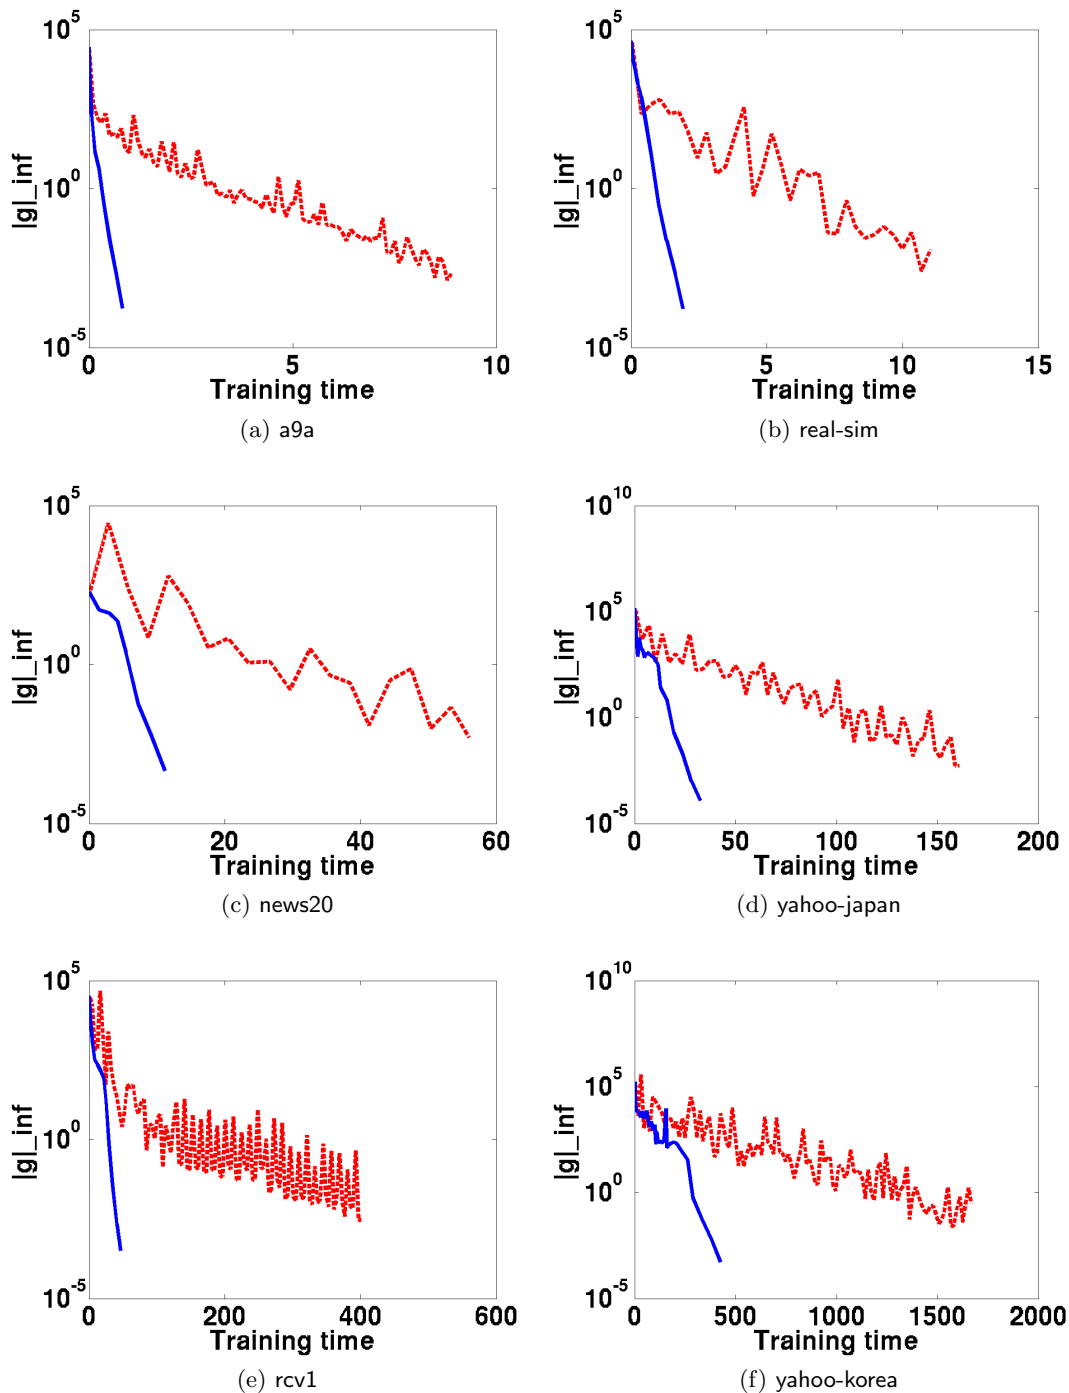 10^5
10^0
10^-5
|g|_inf
0 5 10
Training time
(a) a9a
10^5
10^0
10^-5
|g|_inf
0 5 10 15
Training time
(b) real-sim
10^5
10^0
10^-5
|g|_inf
0 20 40 60
Training time
(c) news20
10^10
10^5
10^0
10^-5
|g|_inf
0 50 100 150 200
Training time
(d) yahoo-japan
10^5
10^0
10^-5
|g|_inf
0 200 400 600
Training time
(e) rcv1
10^10
10^5
10^0
10^-5
|g|_inf
0 500 1000 1500 2000
Training time
(f) yahoo-korea